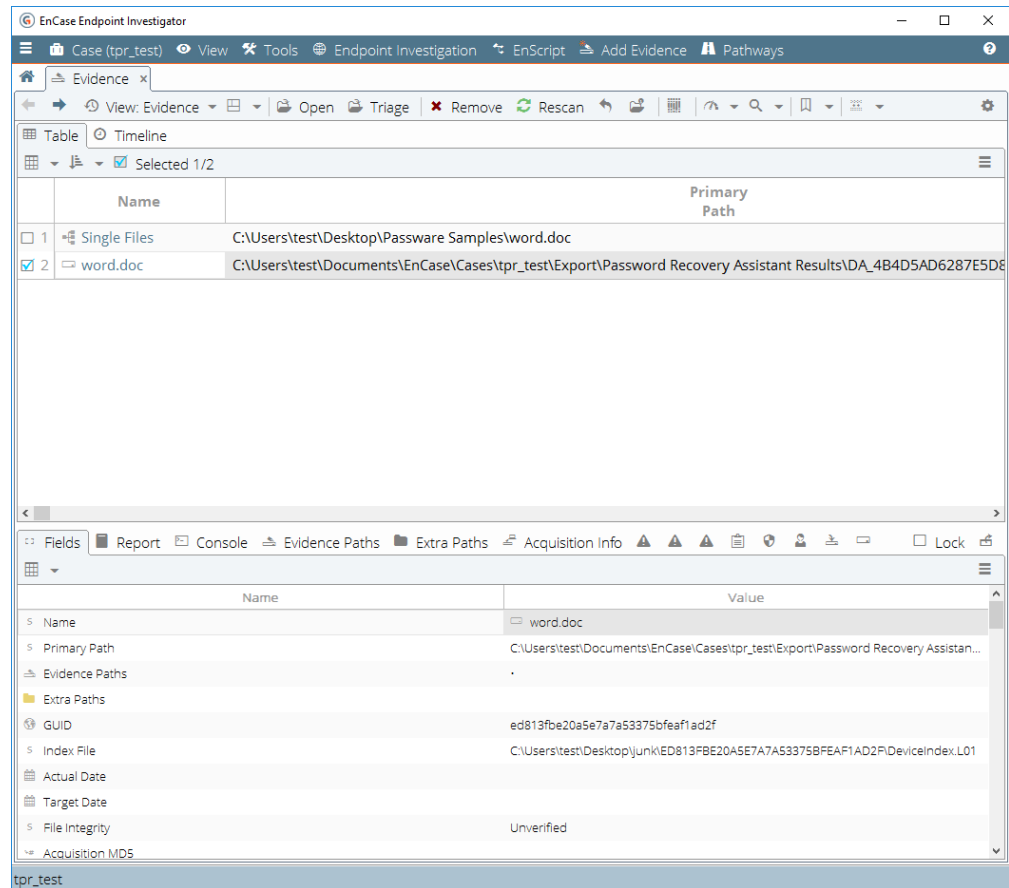 EnCase Endpoint Investigator
Case (tpr_test) View Tools Endpoint Investigation EnScript Add Evidence Pathways
Evidence x
View: Evidence Open Triage Remove Rescan
Table Timeline
Selected 1/2
Name Primary Path
1 Single Files C:\Users\test\Desktop\Passware Samples\word.doc
2 word.doc C:\Users\test\Documents\EnCase\Cases\tpr_test\Export\Password Recovery Assistant Results\DA_4B4D5AD6287E5D8
Fields Report Console Evidence Paths Extra Paths Acquisition Info Lock
Name Value
S Name word.doc
S Primary Path C:\Users\test\Documents\EnCase\Cases\tpr_test\Export\Password Recovery Assistan...
Evidence Paths •
Extra Paths
GUID ed813fbe20a5e7a7a53375bfeaf1ad2f
S Index File C:\Users\test\Desktop\junk\ED813FBE20A5E7A7A53375BFEAF1AD2F\DeviceIndex.L01
Actual Date
Target Date
S File Integrity Unverified
Acquisition MD5
tpr_test